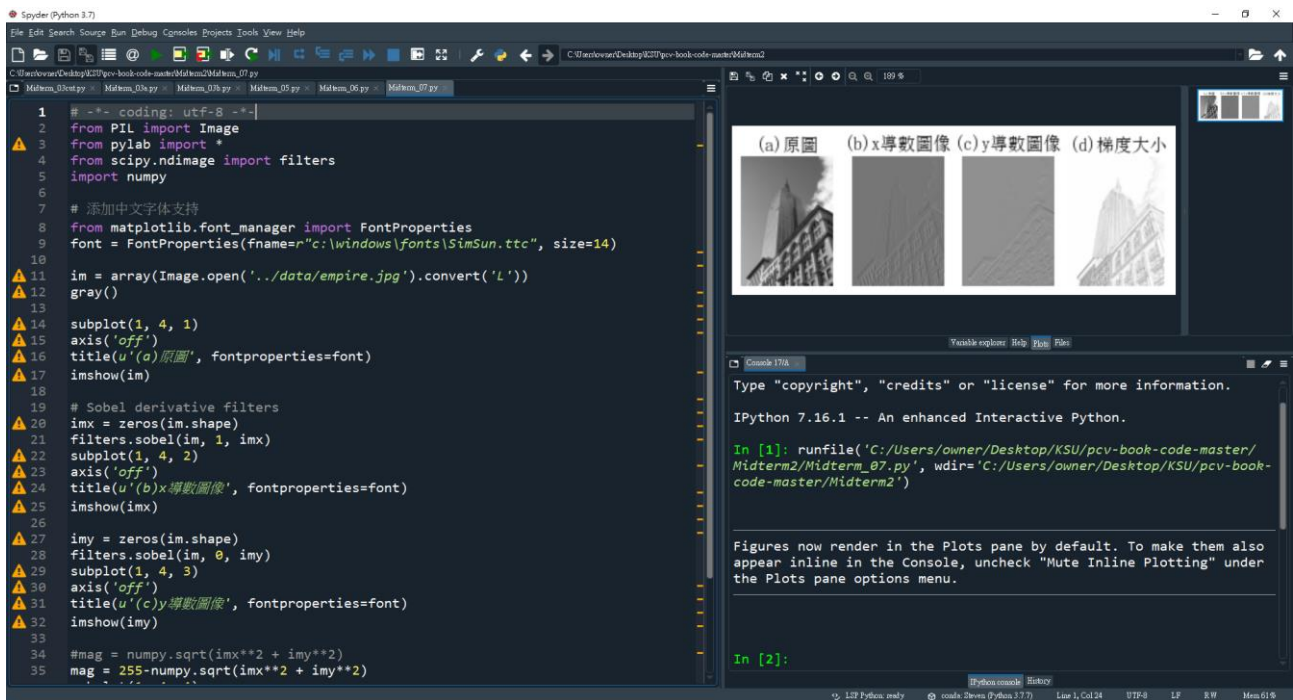 Spyder (Python 3.7)
File Edit Search Source Run Debug Consoles Projects Tools View Help
C:\Users\owner\Desktop\KSU\pcv-book-code-master\Midterm2
C:\Users\owner\Desktop\KSU\pcv-book-code-master\Midterm2\Midterm_07.py
Midterm_03cut.py Midterm_03a.py Midterm_03b.py Midterm_05.py Midterm_06.py Midterm_07.py
1 # -*- coding: utf-8 -*-
2 from PIL import Image
3 from pylab import *
4 from scipy.ndimage import filters
5 import numpy
6
7 # 添加中文字体支持
8 from matplotlib.font_manager import FontProperties
9 font = FontProperties(fname=r"c:\windows\fonts\SimSun.ttc", size=14)
10
11 im = array(Image.open('../data/empire.jpg').convert('L'))
12 gray()
13
14 subplot(1, 4, 1)
15 axis('off')
16 title(u'(a)原圖', fontproperties=font)
17 imshow(im)
18
19 # Sobel derivative filters
20 imx = zeros(im.shape)
21 filters.sobel(im, 1, imx)
22 subplot(1, 4, 2)
23 axis('off')
24 title(u'(b)x導數圖像', fontproperties=font)
25 imshow(imx)
26
27 imy = zeros(im.shape)
28 filters.sobel(im, 0, imy)
29 subplot(1, 4, 3)
30 axis('off')
31 title(u'(c)y導數圖像', fontproperties=font)
32 imshow(imy)
33
34 #mag = numpy.sqrt(imx**2 + imy**2)
35 mag = 255-numpy.sqrt(imx**2 + imy**2)
189 %
(a)原圖 (b)x導數圖像 (c)y導數圖像 (d)梯度大小
Variable explorer Help Plots Files
Console 17/A
Type "copyright", "credits" or "license" for more information.
IPython 7.16.1 -- An enhanced Interactive Python.
In [1]: runfile('C:/Users/owner/Desktop/KSU/pcv-book-code-master/
Midterm2/Midterm_07.py', wdir='C:/Users/owner/Desktop/KSU/pcv-book-
code-master/Midterm2')
Figures now render in the Plots pane by default. To make them also
appear inline in the Console, uncheck "Mute Inline Plotting" under
the Plots pane options menu.
In [2]:
IPython console History
LSP Python: ready conda: Steven (Python 3.7.7) Line 1, Col 24 UTF-8 LF RW Mem 61%